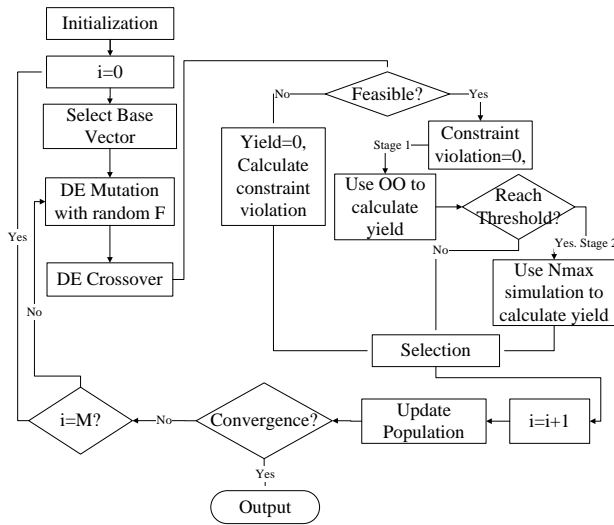 Initialization
i=0
Select Base
Vector
DE Mutation
with random F
DE Crossover
Yes
No
Feasible?
No
Yes
Yield=0,
Calculate
constraint
violation
Constraint
violation=0,
Stage 1
Use OO to
calculate
yield
Reach
Threshold?
No
Yes. Stage 2
Use Nmax
simulation to
calculate yield
Selection
i=i+1
Update
Population
Convergence?
No
Yes
i=M?
Output